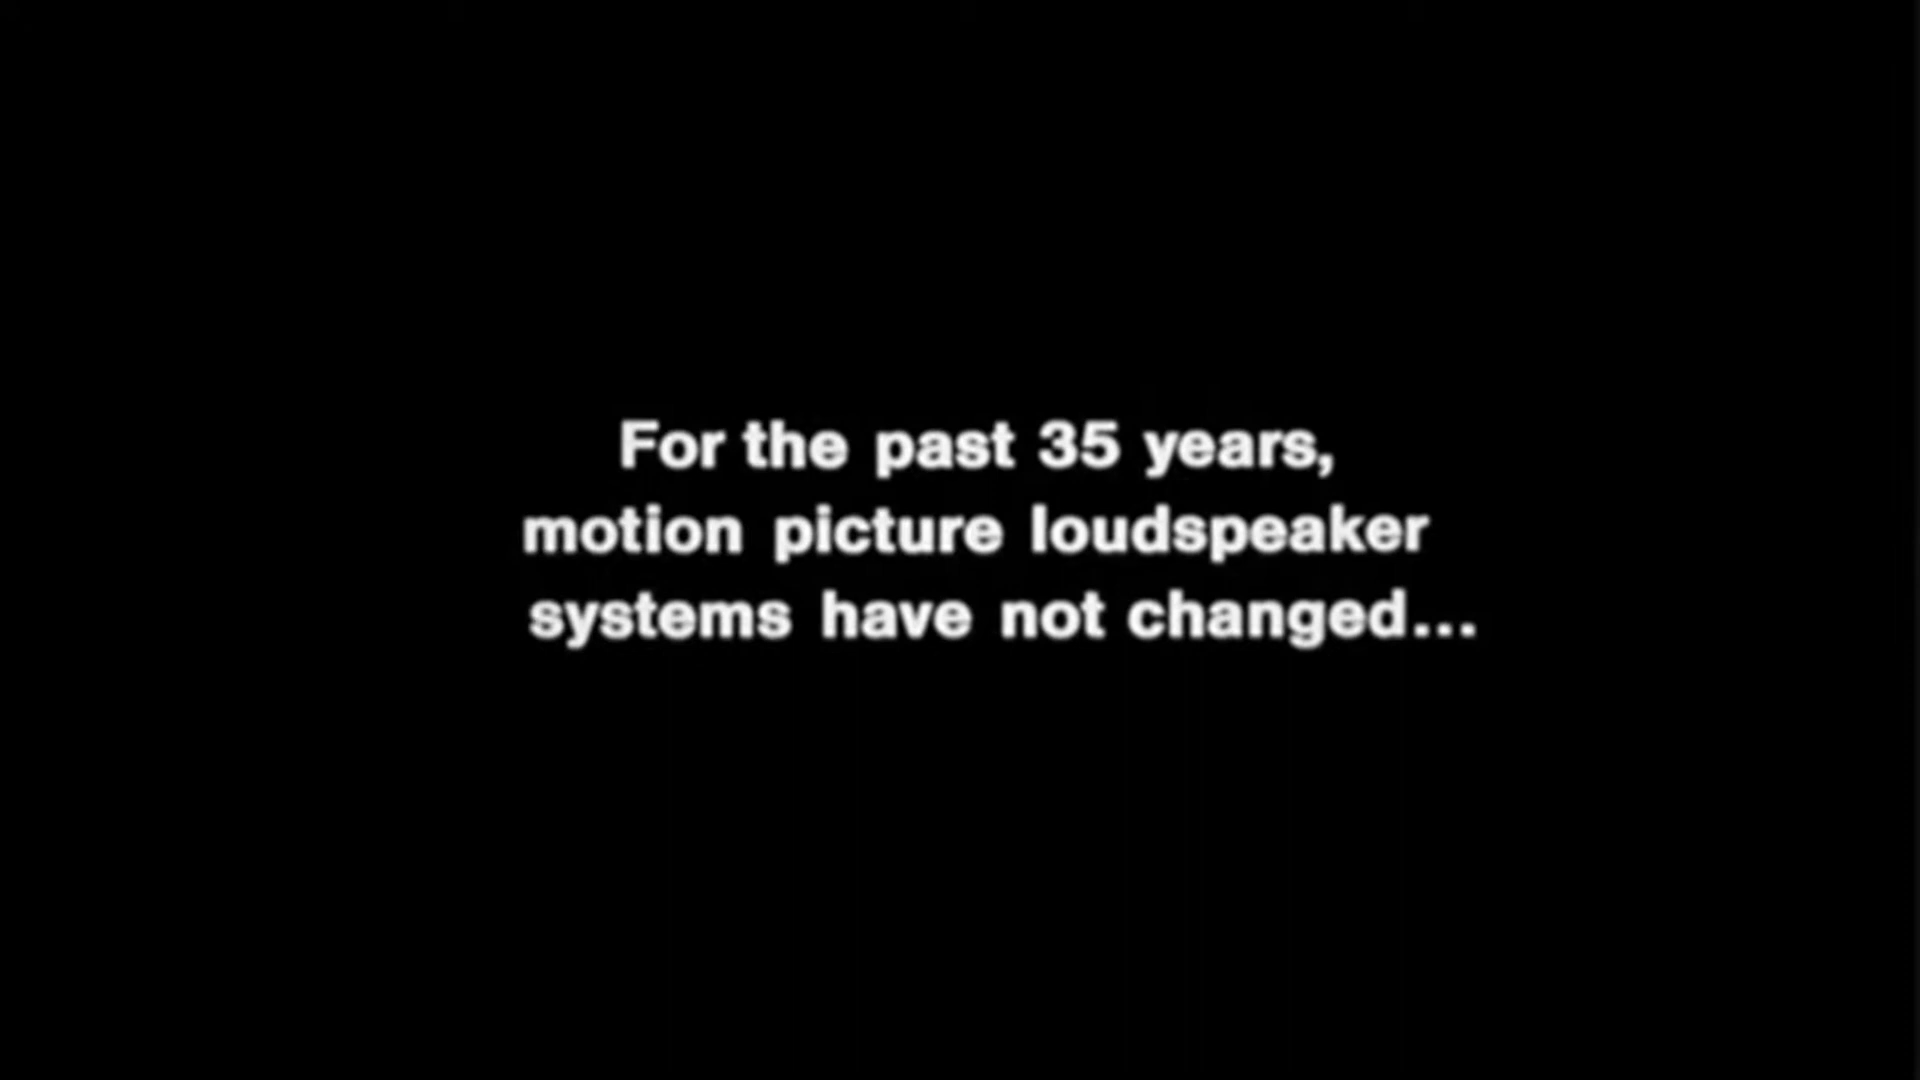 For the past 35 years,
motion picture loudspeaker
systems have not changed...